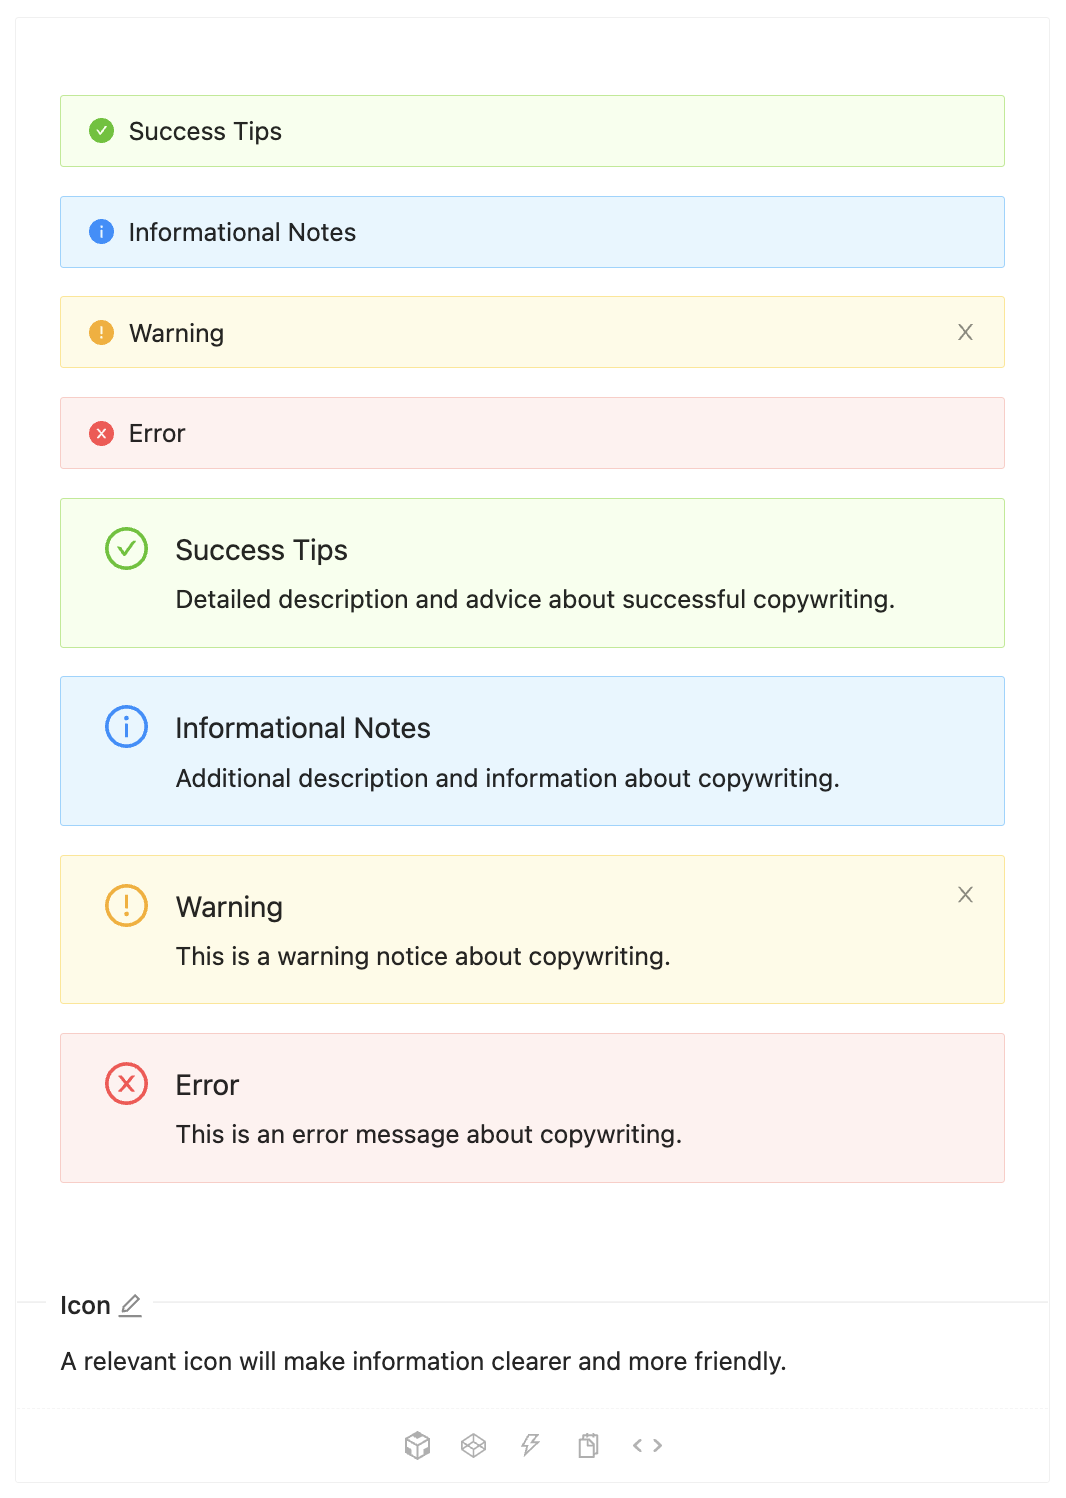 Success Tips
Informational Notes
Warning
Error
Success Tips
Detailed description and advice about successful copywriting.
Informational Notes
Additional description and information about copywriting.
Warning
This is a warning notice about copywriting.
Error
This is an error message about copywriting.
Icon
A relevant icon will make information clearer and more friendly.